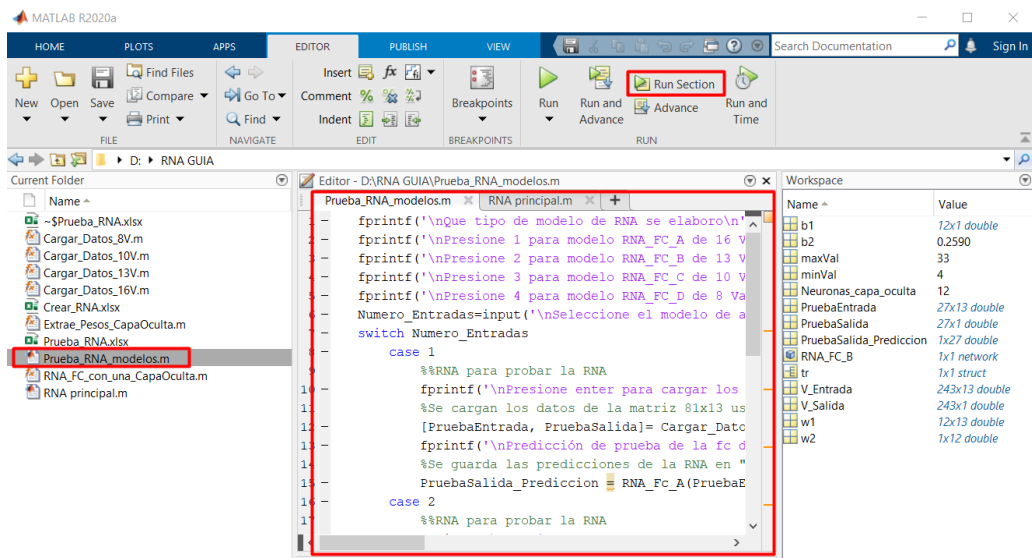 MATLAB R2020a
HOME PLOTS APPS EDITOR PUBLISH VIEW Search Documentation Sign In
New Open Save Find Files Compare Print
Go To Find
Insert fx Comment % Indent
Breakpoints
Run Run and Advance Run Section Advance Run and Time
FILE NAVIGATE EDIT BREAKPOINTS RUN
D: RNA GUIA
Current Folder
Name
~$Prueba_RNA.xlsx
Cargar_Datos_8V.m
Cargar_Datos_10V.m
Cargar_Datos_13V.m
Cargar_Datos_16V.m
Crear_RNA.xlsx
Extrae_Pesos_CapaOculta.m
Prueba_RNA.xlsx
Prueba_RNA_modelos.m
RNA_FC_con_una_CapaOculta.m
RNA principal.m
Editor - D:\RNA GUIA\Prueba_RNA_modelos.m
Prueba_RNA_modelos.m RNA principal.m
1 - fprintf('\nQue tipo de modelo de RNA se elaboro\n'
2 - fprintf('\nPresione 1 para modelo RNA_FC_A de 16 V
3 - fprintf('\nPresione 2 para modelo RNA_FC_B de 13 V
4 - fprintf('\nPresione 3 para modelo RNA_FC_C de 10 V
5 - fprintf('\nPresione 4 para modelo RNA_FC_D de 8 Va
6 - Numero_Entradas=input('\nSeleccione el modelo de a
7 - switch Numero_Entradas
8 - case 1
9 %%RNA para probar la RNA
10 - fprintf('\nPresione enter para cargar los
11 %Se cargan los datos de la matriz 81x13 us
12 - [PruebaEntrada, PruebaSalida]= Cargar_Dato
13 - fprintf('\nPredicción de prueba de la fc d
14 %Se guarda las predicciones de la RNA en "
15 - PruebaSalida_Prediccion = RNA_Fc_A(PruebaE
16 - case 2
17 %%RNA para probar la RNA
Workspace
Name Value
b1 12x1 double
b2 0.2590
maxVal 33
minVal 4
Neuronas_capa_oculta 12
PruebaEntrada 27x13 double
PruebaSalida 27x1 double
PruebaSalida_Prediccion 1x27 double
RNA_FC_B 1x1 network
tr 1x1 struct
V_Entrada 243x13 double
V_Salida 243x1 double
w1 12x13 double
w2 1x12 double